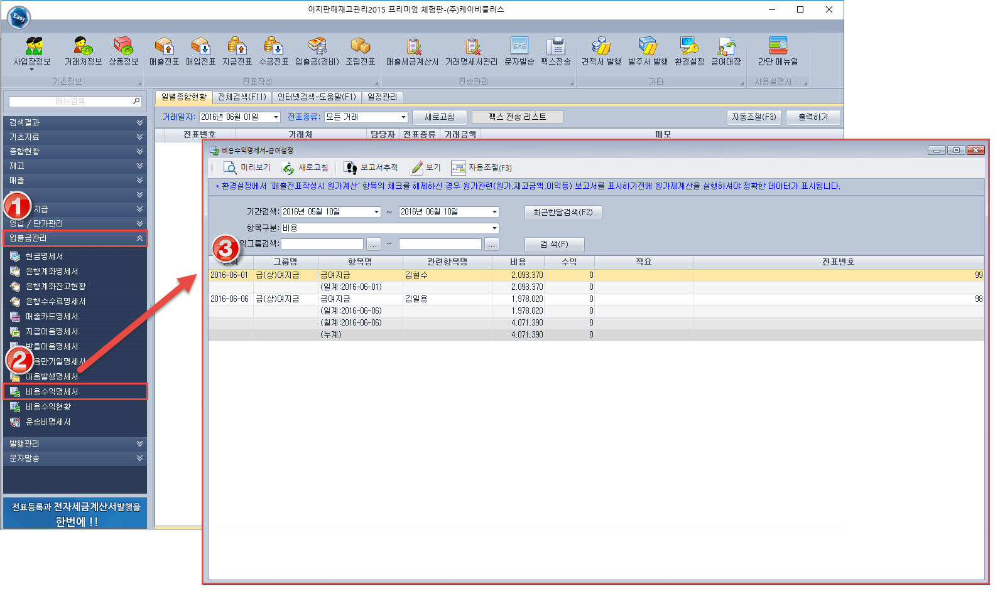 이지판매재고관리2015 프리미엄 체험판-(주)케이비플러스
Easy
사업장정보 거래처정보 상품정보 매출전표 매입전표 지급전표 수금전표 입출금(경비) 조립전표 매출세금계산서 거래명세서관리 문자발송 팩스전송 견적서 발행 발주서 발행 환경설정 급여대장 간단 메뉴얼
SMS
기초정보 전표작성 전송관리 기타 사용설명서
메뉴검색
일별종합현황 전체검색(F11) 인터넷검색-도움말(F1) 일정관리
거래일자: 2016년 06월 01일 전표종류: 모든 거래 새로고침 팩스 전송 리스트 자동조절(F3) 출력하기
전표번호 거래처 담당자 전표종류 거래금액 메모
검색결과
기초자료
종합현황
재고
매출
1
지급
영업 / 단가관리
입출금관리
현금명세서
은행계좌명세서
은행계좌잔고현황
은행수수료명세서
매출카드명세서
지급어음명세서
받을어음명세서
2
음만기일명세서
어음발생명세서
비용수익명세서
비용수익현황
운송비명세서
발행관리
문자발송
전표등록과 전자세금계산서발행을
한번에 !!
비용수익명세서-급여설정
미리보기 새로고침 보고서추적 보기 자동조절(F3)
* 환경설정에서 '매출전표작성시 원가계산' 항목의 체크를 해제하신 경우 원가관련(원가,재고금액,이익등) 보고서를 표시하기전에 원가재계산을 실행하셔야 정확한 데이터가 표시됩니다.
기간검색: 2016년 05월 10일 ~ 2016년 06월 10일 최근한달검색(F2)
항목구분: 비용
3
익그룹검색: ... ~ ... 검 색(F)
그룹명 항목명 관련항목명 비용 수익 적요 전표번호
2016-06-01 급(상)여지급 급여지급 김철수 2,093,370 0 99
(일계:2016-06-01) 2,093,370 0
2016-06-06 급(상)여지급 급여지급 김일용 1,978,020 0 98
(일계:2016-06-06) 1,978,020 0
(월계:2016-06-06) 4,071,390 0
(누계) 4,071,390 0